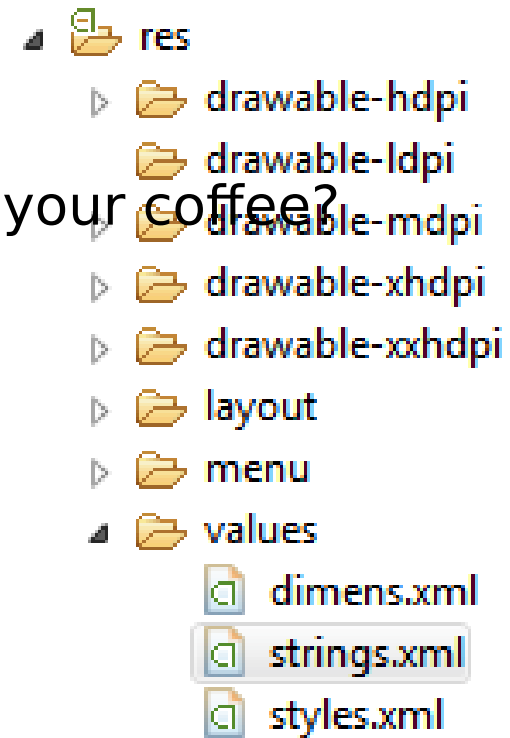 res
drawable-hdpi
drawable-ldpi
your coffee?
drawable-mdpi
drawable-xhdpi
drawable-xxhdpi
layout
menu
values
dimens.xml
strings.xml
styles.xml